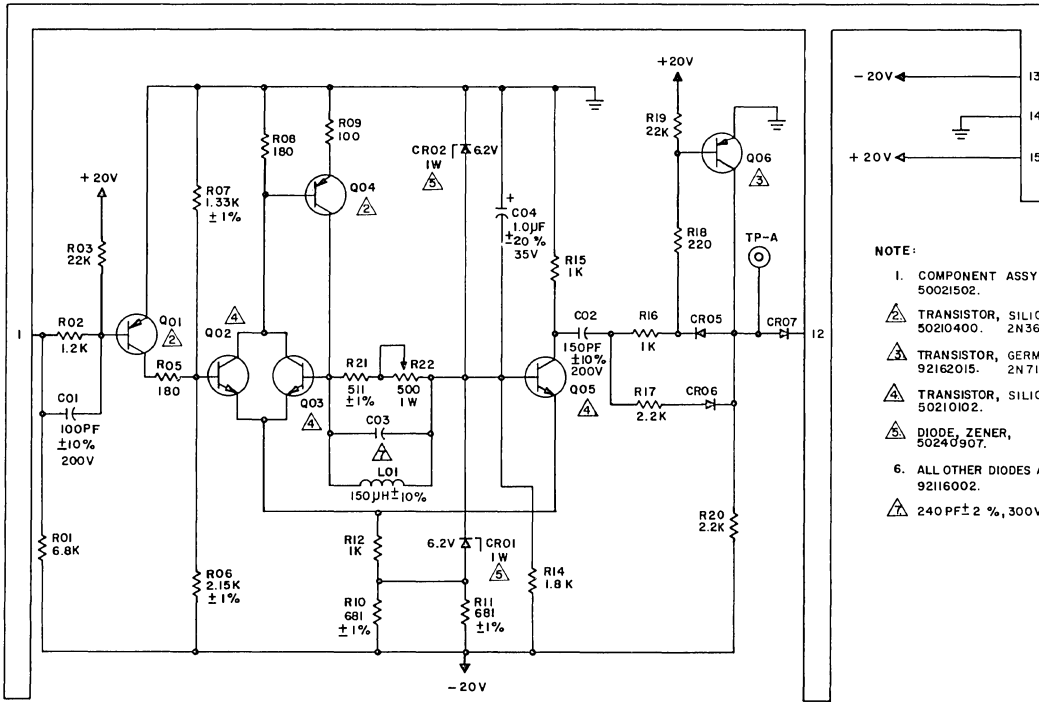 +20V
R03
22K
1
R02
1.2K
C01
100PF
±10%
200V
R01
6.8K
Q01
2
R05
180
R07
1.33K
±1%
R06
2.15K
±1%
R08
180
R09
100
Q04
2
Q02
4
Q03
4
R21
511
±1%
R22
500
1W
C03
7
L01
150µH±10%
R12
1K
R10
681
±1%
CR02
1W
5
6.2V
6.2V
CR01
1W
5
R11
681
±1%
-20V
+
C04
1.0µF
±20%
35V
R14
1.8K
R15
1K
Q05
4
C02
150PF
±10%
200V
R16
1K
R17
2.2K
CR06
+20V
R19
22K
Q06
3
R18
220
TP-A
CR05
CR07
12
R20
2.2K
-20V
13
14
+20V
15
NOTE:
1. COMPONENT ASSY
50021502.
2 TRANSISTOR, SILIC
50210400. 2N36
3 TRANSISTOR, GERM
92162015. 2N71
4 TRANSISTOR, SILIC
50210102.
5 DIODE, ZENER,
50240907.
6. ALL OTHER DIODES A
92116002.
7 240PF±2%,300V